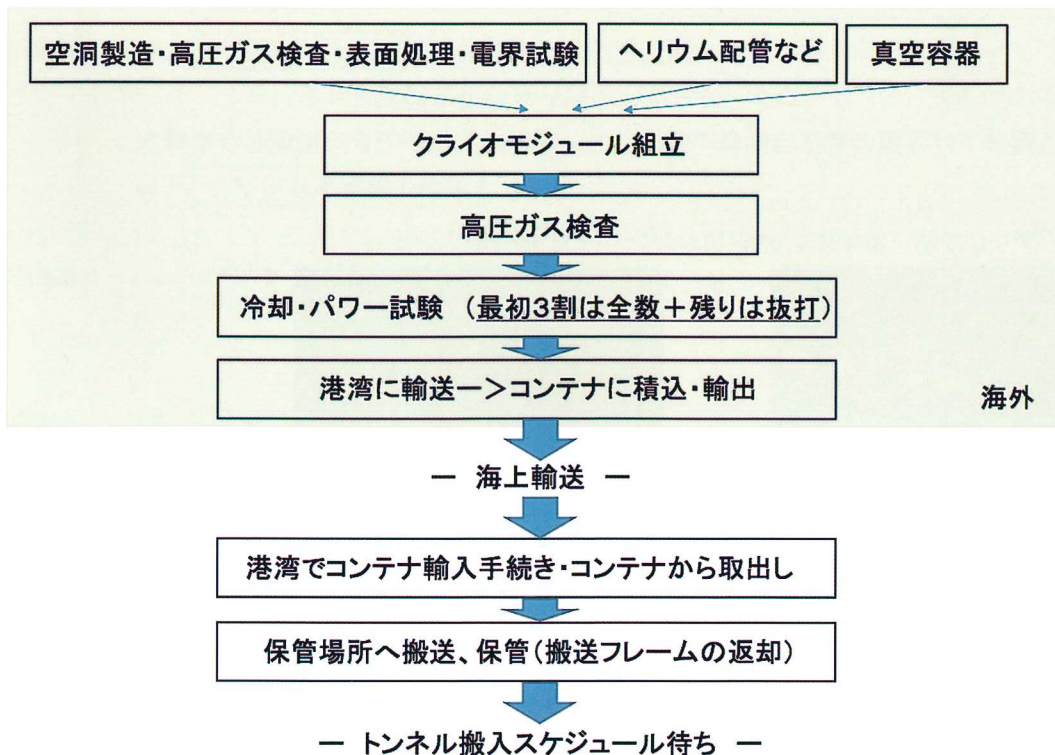 空洞製造・高圧ガス検査・表面処理・電界試験
ヘリウム配管など
真空容器
クライオモジュール組立
高圧ガス検査
冷却・パワー試験 (最初3割は全数＋残りは抜打)
港湾に輸送ー＞コンテナに積込・輸出
海外
― 海上輸送 ―
港湾でコンテナ輸入手続き・コンテナから取出し
保管場所へ搬送、保管(搬送フレームの返却)
― トンネル搬入スケジュール待ち ―